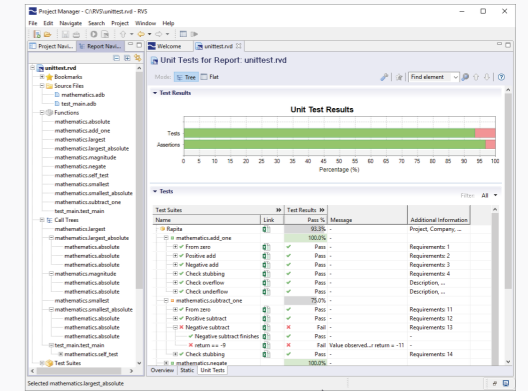 Project Manager - C:\RVS\unittest.rvd - RVS
File Edit Navigate Search Project Window Help
Project Navi... Report Navi...
unittest.rvd
Bookmarks
Source Files
mathematics.adb
test_main.adb
Functions
mathematics.absolute
mathematics.add_one
mathematics.largest
mathematics.largest_absolute
mathematics.magnitude
mathematics.negate
mathematics.self_test
mathematics.smallest
mathematics.smallest_absolute
mathematics.subtract_one
test_main.test_main
Call Trees
mathematics.largest
mathematics.largest_absolute
mathematics.absolute
mathematics.absolute
mathematics.magnitude
mathematics.absolute
mathematics.absolute
mathematics.smallest
mathematics.smallest_absolute
mathematics.absolute
mathematics.absolute
test_main.test_main
mathematics.self_test
Test Suites
Welcome unittest.rvd
Unit Tests for Report: unittest.rvd
Mode: Tree Flat Find element
Test Results
Unit Test Results
Tests
Assertions
0 5 10 15 20 25 30 35 40 45 50 55 60 65 70 75 80 85 90 95 100
Percentage (%)
Tests
Filter: All
Test Suites Test Results
Name Link Pass % Message Additional Information
Rapita 93.3% - Project, Company, ...
mathematics.add_one 100.0% -
From zero Pass - Requirements: 1
Positive add Pass - Requirements: 2
Negative add Pass - Requirements: 3
Check stubbing Pass - Requirements: 4
Check overflow Pass - Description, ...
Check underflow Pass - Description, ...
mathematics.subtract_one 75.0% -
From zero Pass - Requirements: 11
Positive subtract Pass - Requirements: 12
Negative subtract Fail - Requirements: 13
Negative subtract finishes Pass - -
return == -9 Fail Value observed...r return = -11 -
Check stubbing Pass - Requirements: 14
mathematics.negate 100.0% -
Overview Static Unit Tests
Selected mathematics.largest_absolute